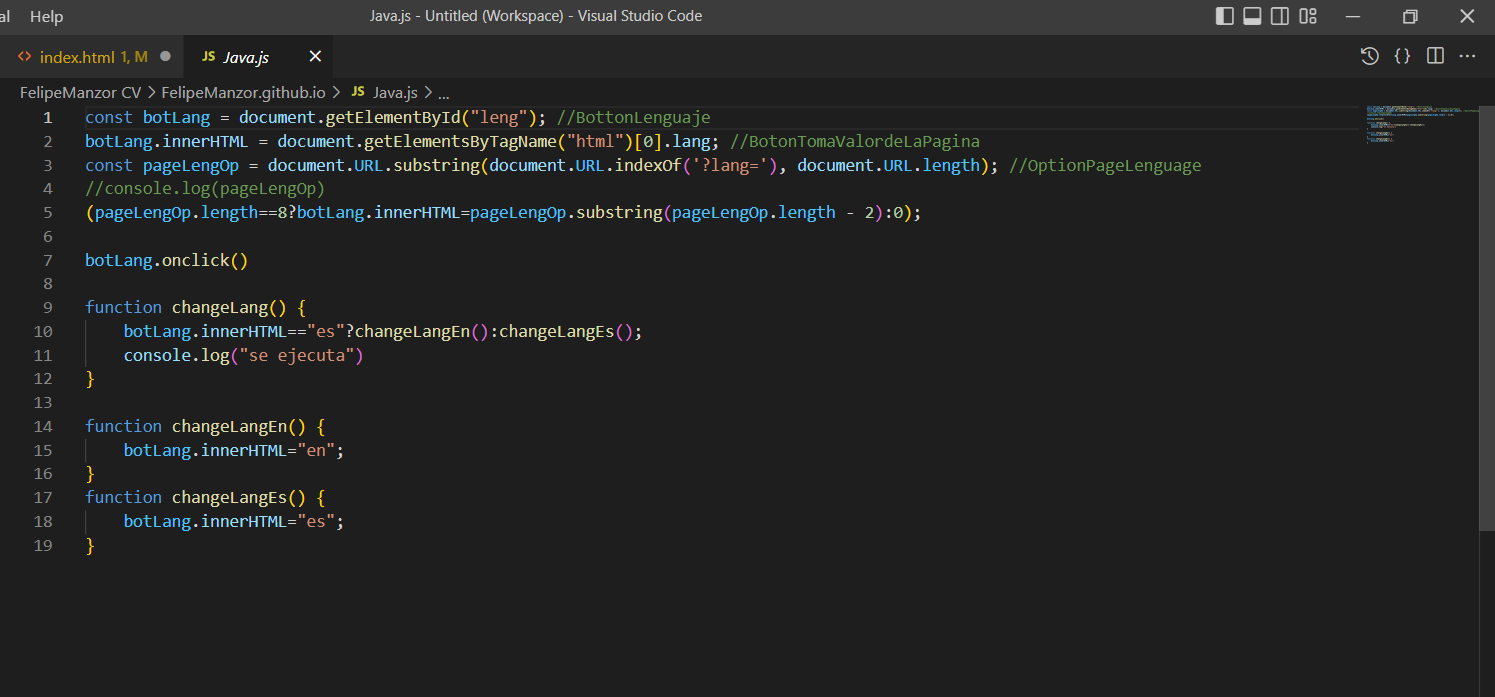 al Help Java.js - Untitled (Workspace) - Visual Studio Code
index.html 1, M JS Java.js
FelipeManzor CV > FelipeManzor.github.io > JS Java.js > ...
1 const botLang = document.getElementById("leng"); //BottonLenguaje
2 botLang.innerHTML = document.getElementsByTagName("html")[0].lang; //BotonTomaValordeLaPagina
3 const pageLengOp = document.URL.substring(document.URL.indexOf('?lang='), document.URL.length); //OptionPageLenguage
4 //console.log(pageLengOp)
5 (pageLengOp.length==8?botLang.innerHTML=pageLengOp.substring(pageLengOp.length - 2):0);
6
7 botLang.onclick()
8
9 function changeLang() {
10 botLang.innerHTML=="es"?changeLangEn():changeLangEs();
11 console.log("se ejecuta")
12 }
13
14 function changeLangEn() {
15 botLang.innerHTML="en";
16 }
17 function changeLangEs() {
18 botLang.innerHTML="es";
19 }